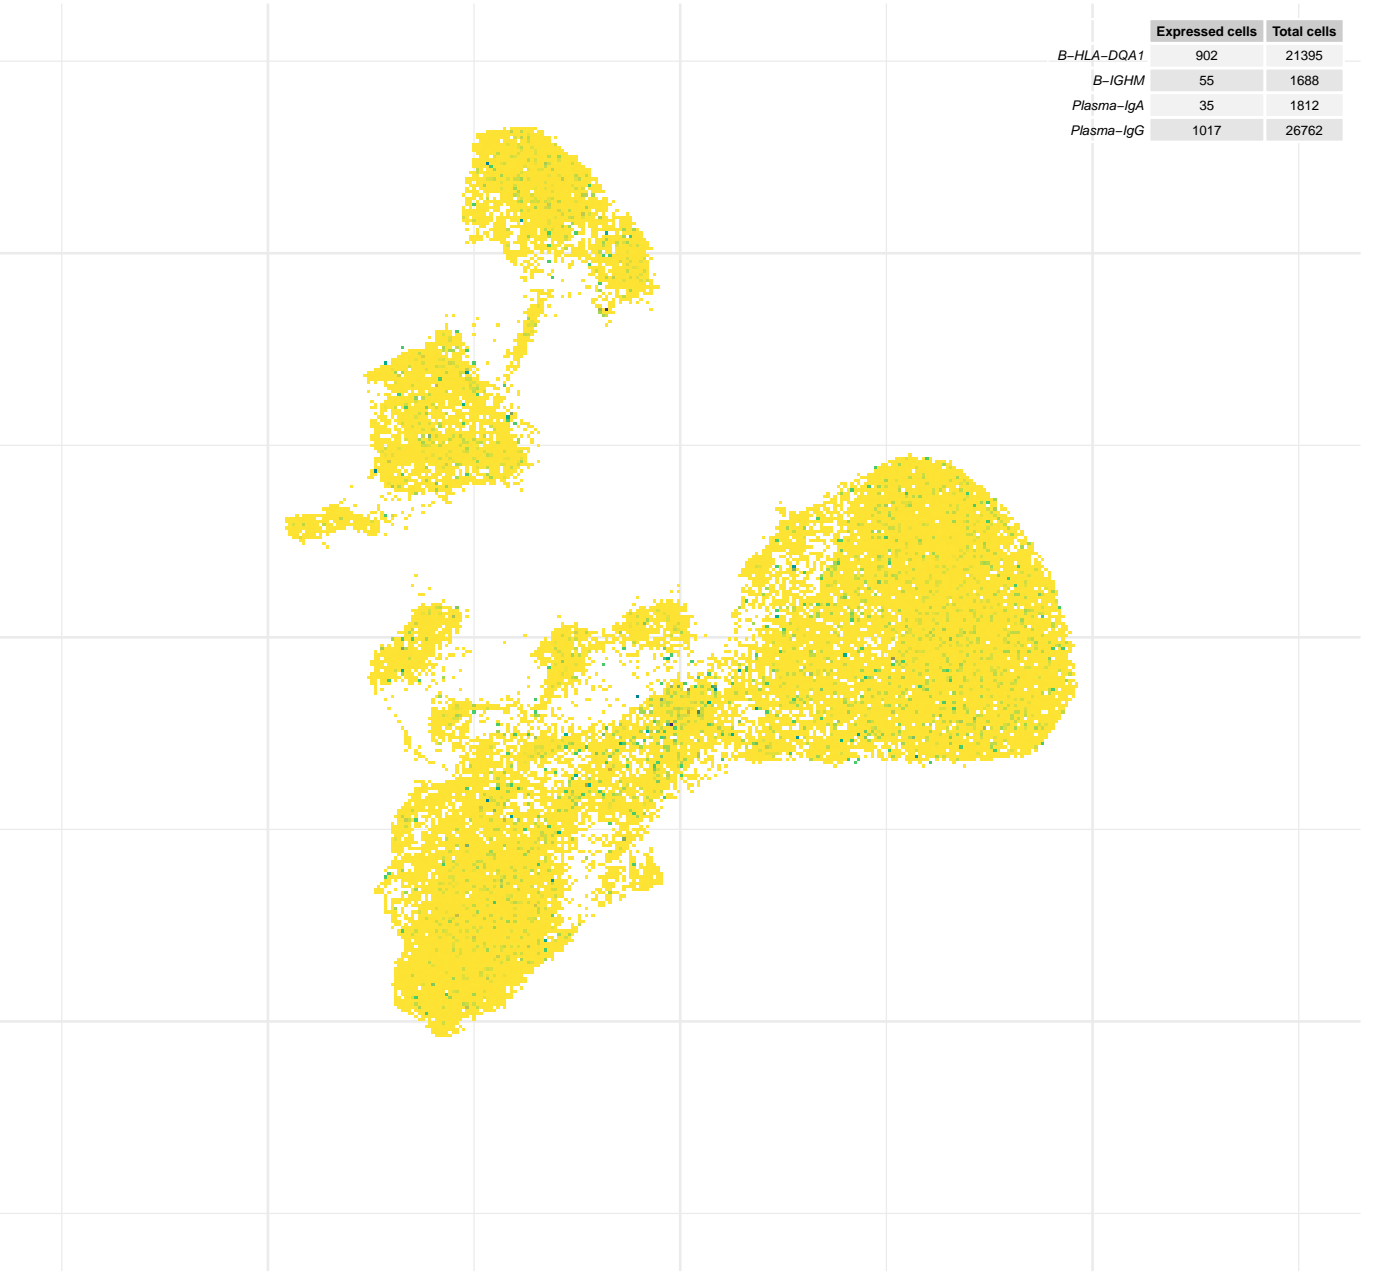 Expressed cells Total cells
B−HLA−DQA1 902 21395
B−IGHM 55 1688
Plasma−IgA 35 1812
Plasma−IgG 1017 26762